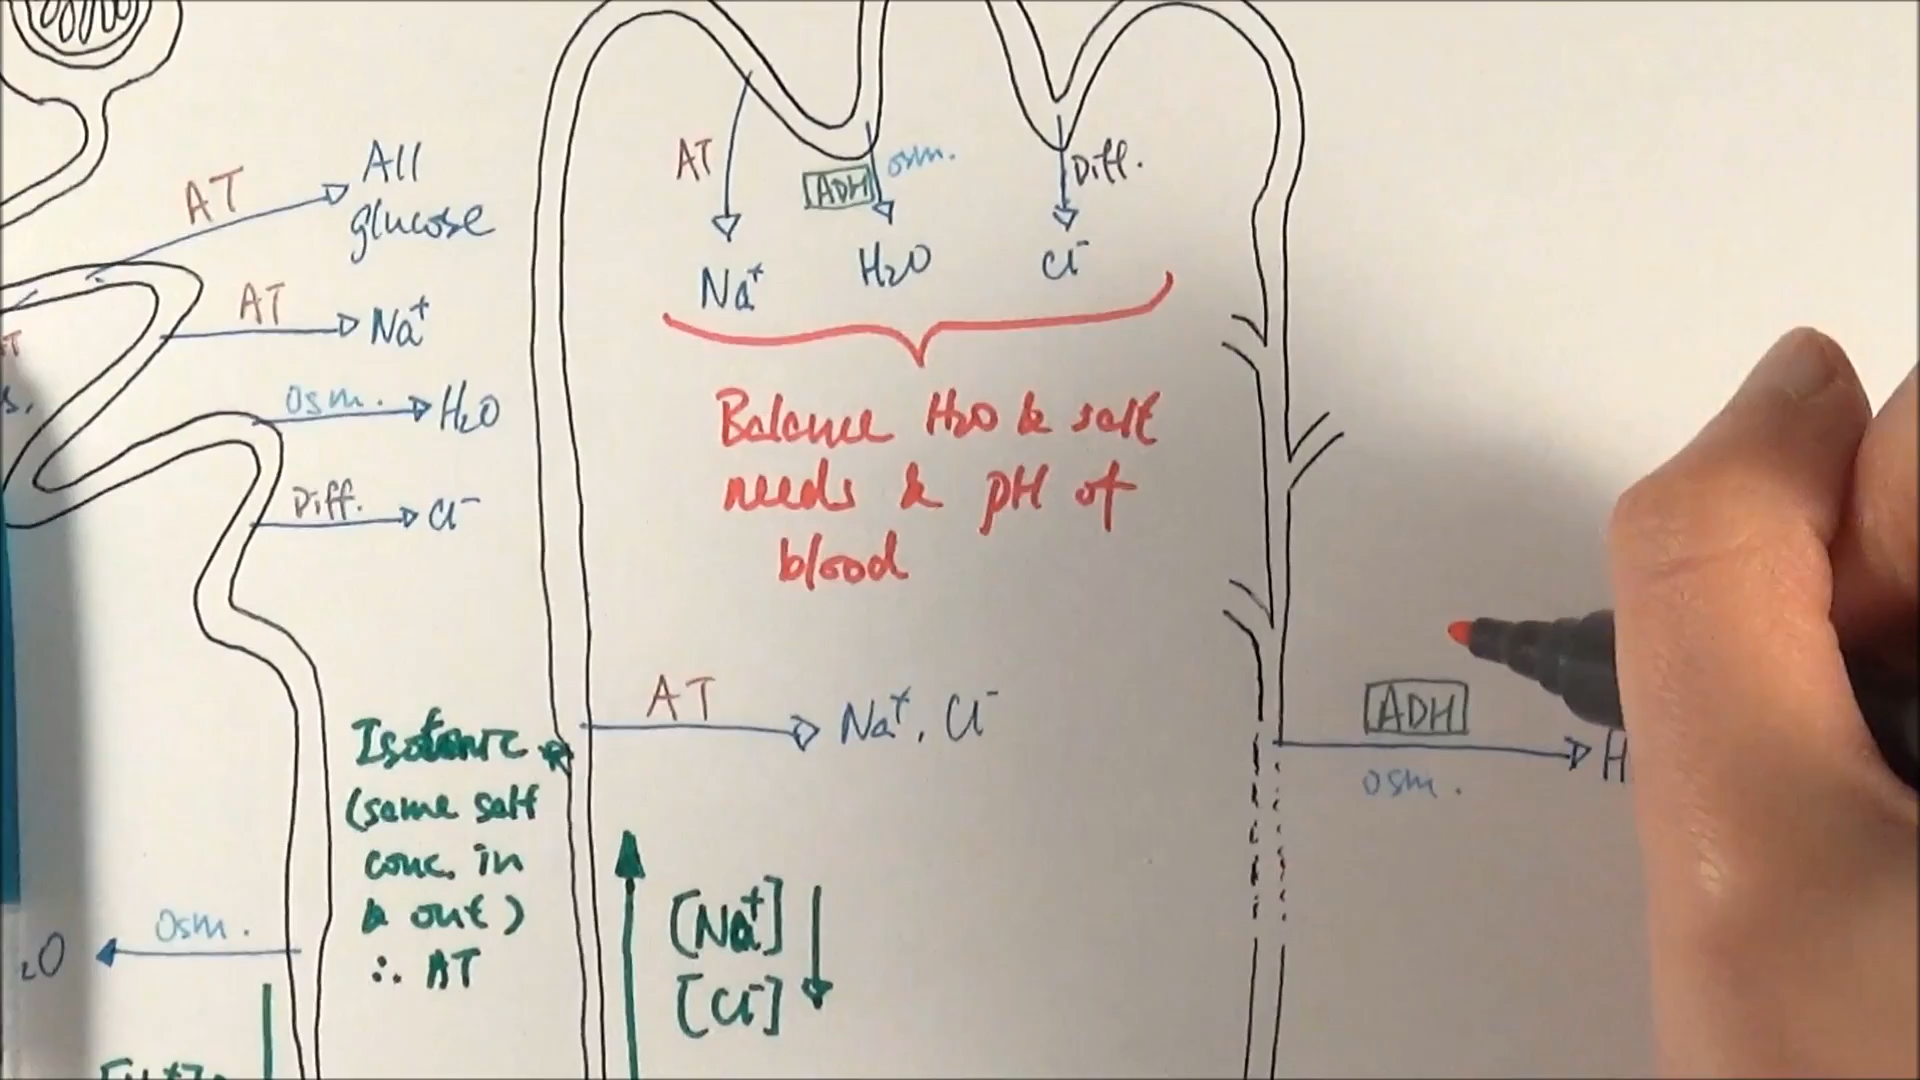 AT
All
glucose
AT
Na⁺
osm.
H₂O
Diff.
Cl⁻
AT
Na⁺
ADH
osm.
H₂O
Diff.
Cl⁻
Balance H₂O & salt
needs & pH of
blood
AT
Na⁺, Cl⁻
Isotonic
(same salt
conc. in
& out)
∴ AT
[Na⁺]
[Cl⁻]
ADH
osm.
H
osm.
₂O